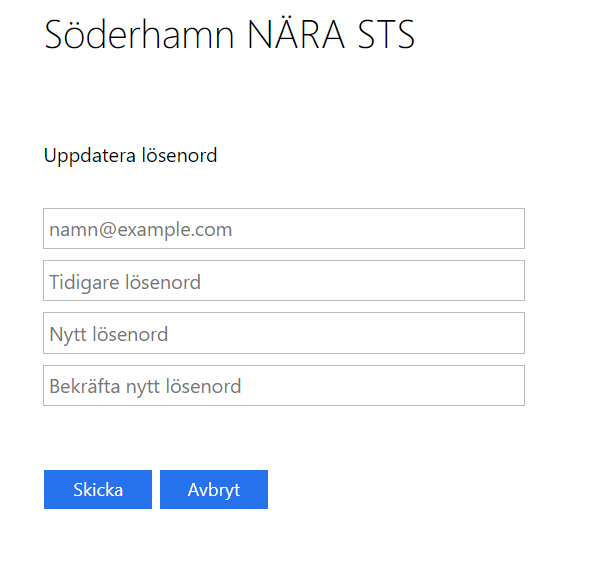 Söderhamn NÄRA STS
Uppdatera lösenord
namn@example.com
Tidigare lösenord
Nytt lösenord
Bekräfta nytt lösenord
Skicka Avbryt